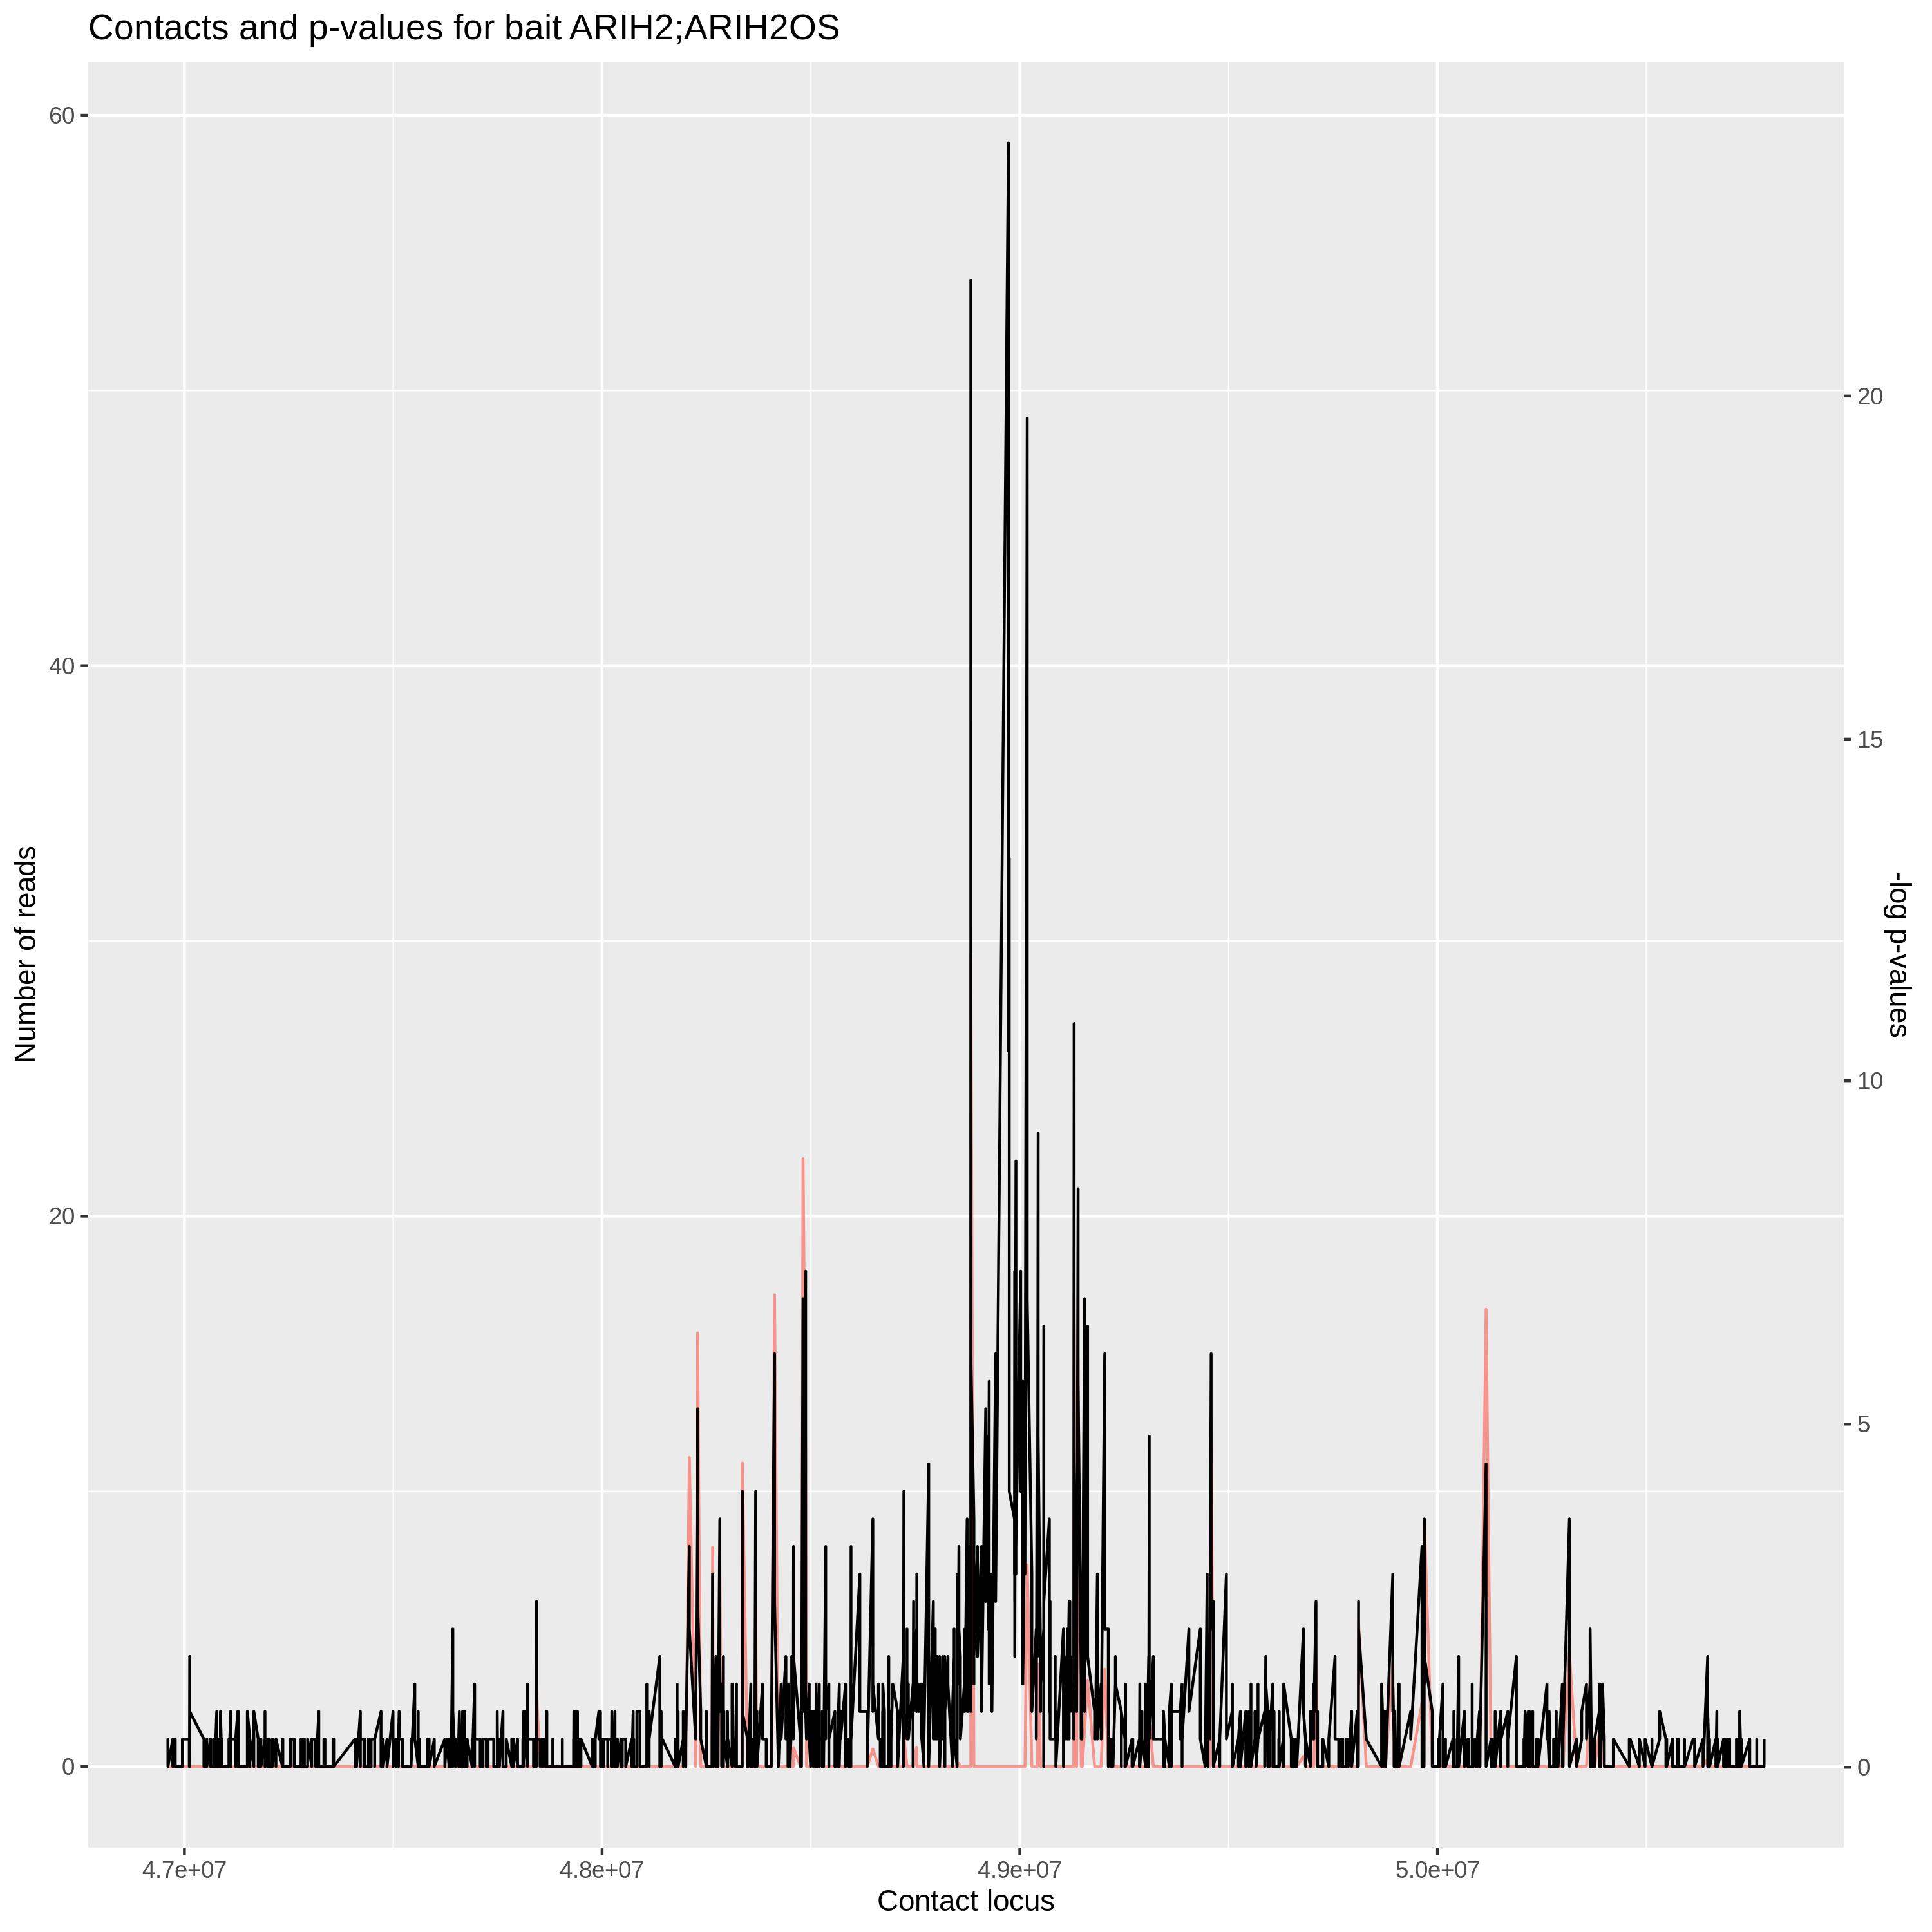 Contacts and p-values for bait ARIH2;ARIH2OS
60
40
20
0
Number of reads
20
15
10
5
0
-log p-values
4.7e+07
4.8e+07
4.9e+07
5.0e+07
Contact locus